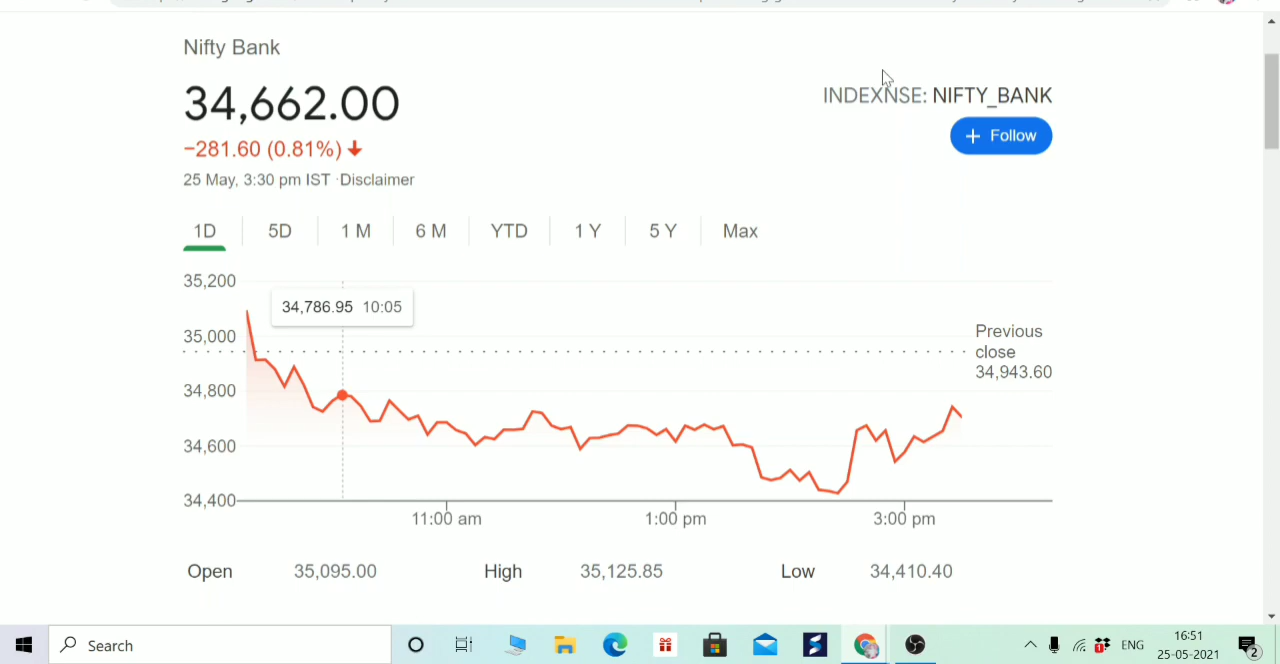 Nifty Bank
34,662.00
−281.60 (0.81%)
25 May, 3:30 pm IST · Disclaimer
INDEXNSE: NIFTY_BANK
+ Follow
1D 5D 1 M 6 M YTD 1 Y 5 Y Max
35,200
34,786.95 10:05
35,000
Previous
close
34,943.60
34,800
34,600
34,400
11:00 am 1:00 pm 3:00 pm
Open 35,095.00 High 35,125.85 Low 34,410.40
Search
ENG
16:51
25-05-2021
2